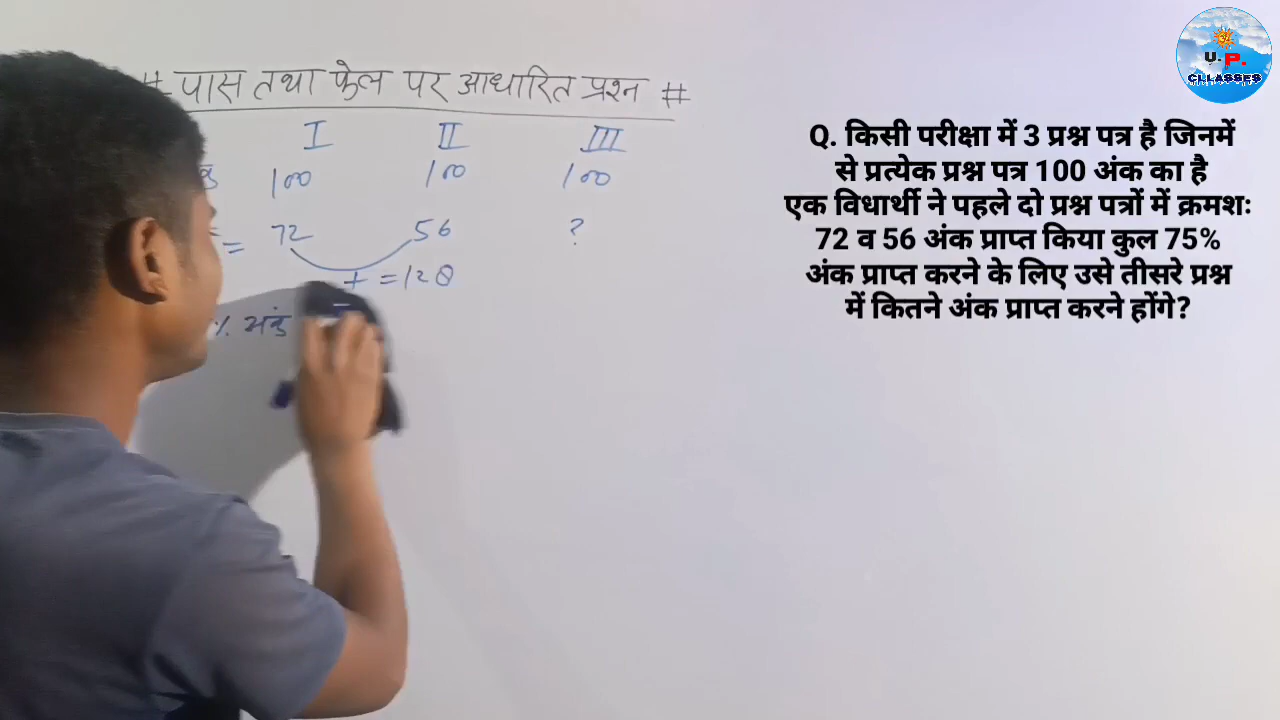 # पास तथा फेल पर आधारित प्रश्न #
I II III
100 100 100
= 72 56 ?
+ = 128
% अंक =
U.P.
CLLASSES
Q. किसी परीक्षा में 3 प्रश्न पत्र है जिनमें
से प्रत्येक प्रश्न पत्र 100 अंक का है
एक विधार्थी ने पहले दो प्रश्न पत्रों में क्रमशः
72 व 56 अंक प्राप्त किया कुल 75%
अंक प्राप्त करने के लिए उसे तीसरे प्रश्न
में कितने अंक प्राप्त करने होंगे?